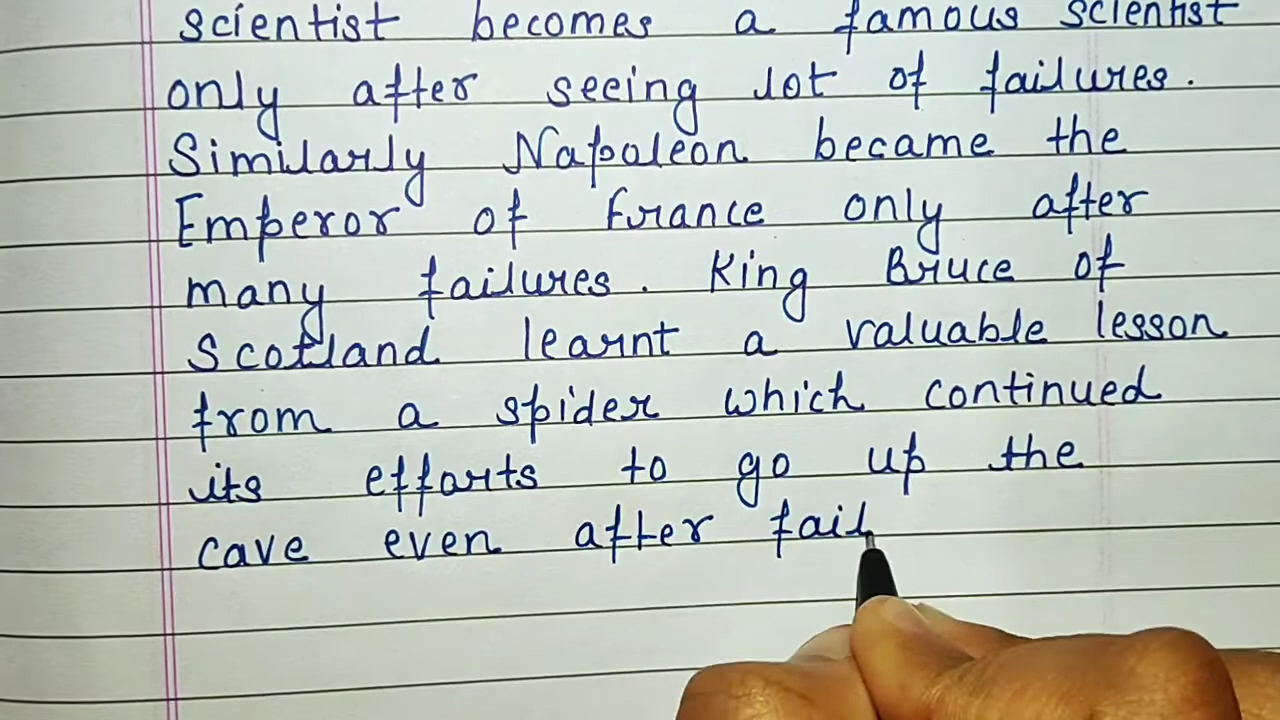 scientist becomes a famous scientist
only after seeing lot of failures.
Similarly Napoleon became the
Emperor of France only after
many failures. King Bruce of
Scotland learnt a valuable lesson
from a spider which continued
its efforts to go up the
cave even after fail